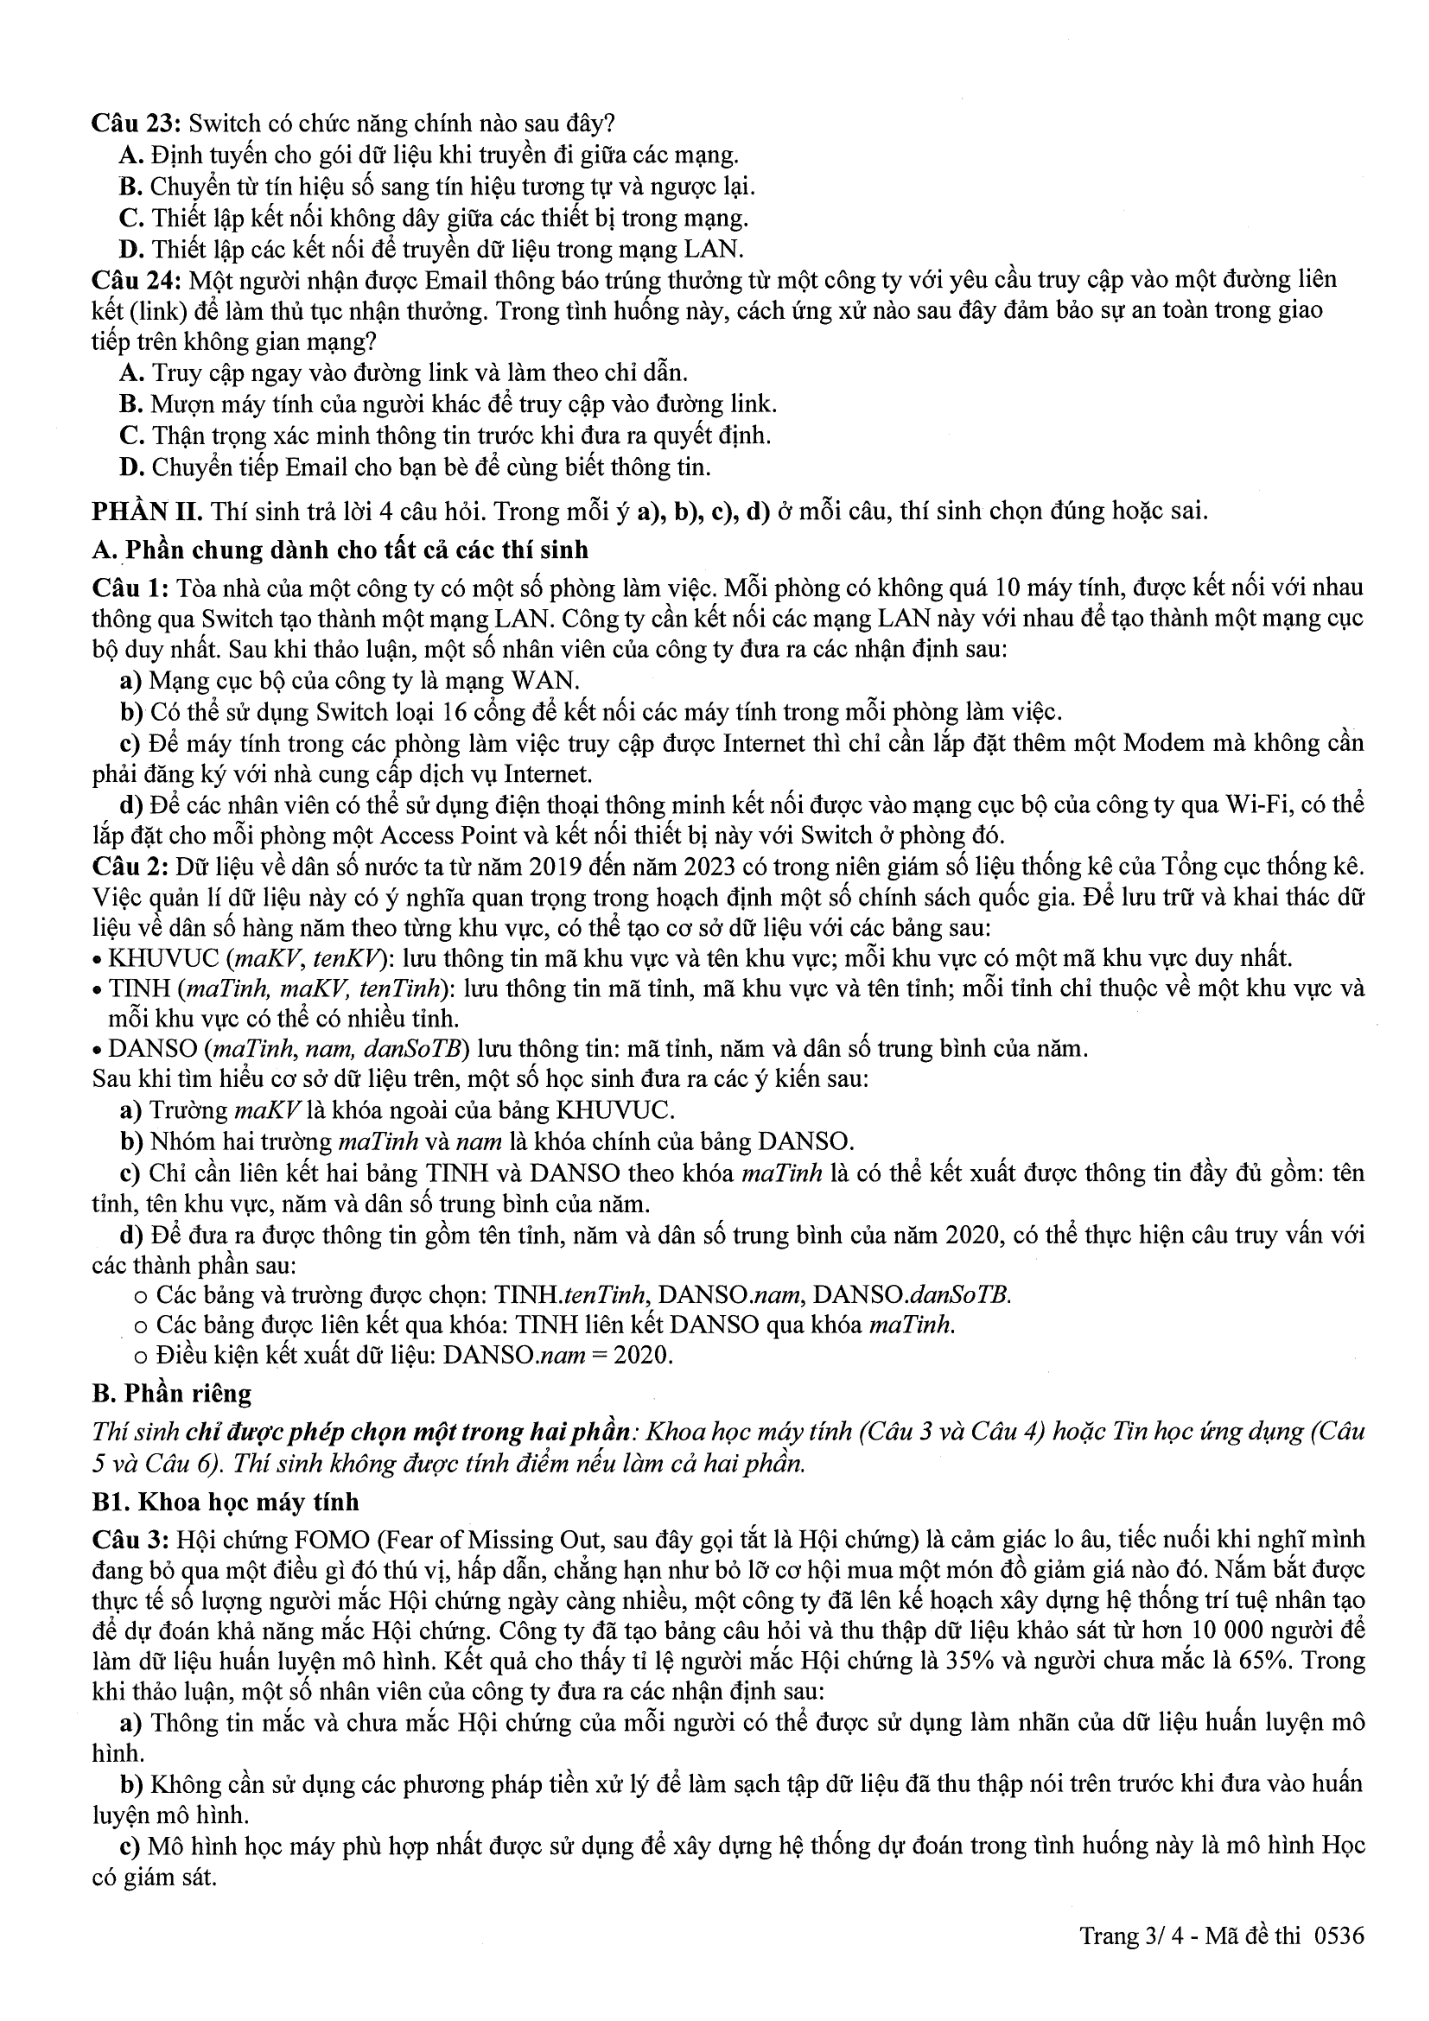 Câu 23: Switch có chức năng chính nào sau đây?
A. Định tuyến cho gói dữ liệu khi truyền đi giữa các mạng.
B. Chuyển từ tín hiệu số sang tín hiệu tương tự và ngược lại.
C. Thiết lập kết nối không dây giữa các thiết bị trong mạng.
D. Thiết lập các kết nối để truyền dữ liệu trong mạng LAN.
Câu 24: Một người nhận được Email thông báo trúng thưởng từ một công ty với yêu cầu truy cập vào một đường liên
kết (link) để làm thủ tục nhận thưởng. Trong tình huống này, cách ứng xử nào sau đây đảm bảo sự an toàn trong giao
tiếp trên không gian mạng?
A. Truy cập ngay vào đường link và làm theo chỉ dẫn.
B. Mượn máy tính của người khác để truy cập vào đường link.
C. Thận trọng xác minh thông tin trước khi đưa ra quyết định.
D. Chuyển tiếp Email cho bạn bè để cùng biết thông tin.
PHẦN II. Thí sinh trả lời 4 câu hỏi. Trong mỗi ý a), b), c), d) ở mỗi câu, thí sinh chọn đúng hoặc sai.
A. Phần chung dành cho tất cả các thí sinh
Câu 1: Tòa nhà của một công ty có một số phòng làm việc. Mỗi phòng có không quá 10 máy tính, được kết nối với nhau
thông qua Switch tạo thành một mạng LAN. Công ty cần kết nối các mạng LAN này với nhau để tạo thành một mạng cục
bộ duy nhất. Sau khi thảo luận, một số nhân viên của công ty đưa ra các nhận định sau:
a) Mạng cục bộ của công ty là mạng WAN.
b) Có thể sử dụng Switch loại 16 cổng để kết nối các máy tính trong mỗi phòng làm việc.
c) Để máy tính trong các phòng làm việc truy cập được Internet thì chỉ cần lắp đặt thêm một Modem mà không cần
phải đăng ký với nhà cung cấp dịch vụ Internet.
d) Để các nhân viên có thể sử dụng điện thoại thông minh kết nối được vào mạng cục bộ của công ty qua Wi-Fi, có thể
lắp đặt cho mỗi phòng một Access Point và kết nối thiết bị này với Switch ở phòng đó.
Câu 2: Dữ liệu về dân số nước ta từ năm 2019 đến năm 2023 có trong niên giám số liệu thống kê của Tổng cục thống kê.
Việc quản lí dữ liệu này có ý nghĩa quan trọng trong hoạch định một số chính sách quốc gia. Để lưu trữ và khai thác dữ
liệu về dân số hàng năm theo từng khu vực, có thể tạo cơ sở dữ liệu với các bảng sau:
• KHUVUC (maKV, tenKV): lưu thông tin mã khu vực và tên khu vực; mỗi khu vực có một mã khu vực duy nhất.
• TINH (maTinh, maKV, tenTinh): lưu thông tin mã tỉnh, mã khu vực và tên tỉnh; mỗi tỉnh chỉ thuộc về một khu vực và
mỗi khu vực có thể có nhiều tỉnh.
• DANSO (maTinh, nam, danSoTB) lưu thông tin: mã tỉnh, năm và dân số trung bình của năm.
Sau khi tìm hiểu cơ sở dữ liệu trên, một số học sinh đưa ra các ý kiến sau:
a) Trường maKV là khóa ngoài của bảng KHUVUC.
b) Nhóm hai trường maTinh và nam là khóa chính của bảng DANSO.
c) Chỉ cần liên kết hai bảng TINH và DANSO theo khóa maTinh là có thể kết xuất được thông tin đầy đủ gồm: tên
tỉnh, tên khu vực, năm và dân số trung bình của năm.
d) Để đưa ra được thông tin gồm tên tỉnh, năm và dân số trung bình của năm 2020, có thể thực hiện câu truy vấn với
các thành phần sau:
o Các bảng và trường được chọn: TINH.tenTinh, DANSO.nam, DANSO.danSoTB.
o Các bảng được liên kết qua khóa: TINH liên kết DANSO qua khóa maTinh.
o Điều kiện kết xuất dữ liệu: DANSO.nam = 2020.
B. Phần riêng
Thí sinh chỉ được phép chọn một trong hai phần: Khoa học máy tính (Câu 3 và Câu 4) hoặc Tin học ứng dụng (Câu
5 và Câu 6). Thí sinh không được tính điểm nếu làm cả hai phần.
B1. Khoa học máy tính
Câu 3: Hội chứng FOMO (Fear of Missing Out, sau đây gọi tắt là Hội chứng) là cảm giác lo âu, tiếc nuối khi nghĩ mình
đang bỏ qua một điều gì đó thú vị, hấp dẫn, chẳng hạn như bỏ lỡ cơ hội mua một món đồ giảm giá nào đó. Nắm bắt được
thực tế số lượng người mắc Hội chứng ngày càng nhiều, một công ty đã lên kế hoạch xây dựng hệ thống trí tuệ nhân tạo
để dự đoán khả năng mắc Hội chứng. Công ty đã tạo bảng câu hỏi và thu thập dữ liệu khảo sát từ hơn 10 000 người để
làm dữ liệu huấn luyện mô hình. Kết quả cho thấy tỉ lệ người mắc Hội chứng là 35% và người chưa mắc là 65%. Trong
khi thảo luận, một số nhân viên của công ty đưa ra các nhận định sau:
a) Thông tin mắc và chưa mắc Hội chứng của mỗi người có thể được sử dụng làm nhãn của dữ liệu huấn luyện mô
hình.
b) Không cần sử dụng các phương pháp tiền xử lý để làm sạch tập dữ liệu đã thu thập nói trên trước khi đưa vào huấn
luyện mô hình.
c) Mô hình học máy phù hợp nhất được sử dụng để xây dựng hệ thống dự đoán trong tình huống này là mô hình Học
có giám sát.
Trang 3/ 4 - Mã đề thi 0536